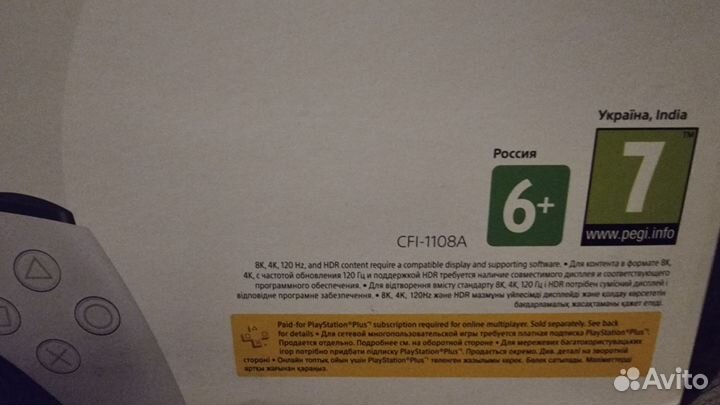 Україна, India
Россия
6+
7
TM
www.pegi.info
CFI-1108A
8K, 4K, 120 Hz, and HDR content require a compatible display and supporting software. • Для контента в формате 8K,
4K, с частотой обновления 120 Гц и поддержкой HDR требуется наличие совместимого дисплея и соответствующего
программного обеспечения. • Для відтворення вмісту стандарту 8K, 4K, 120 Гц і HDR потрібен сумісний дисплей і
відповідне програмне забезпечення. • 8K, 4K, 120Hz және HDR мазмұны үйлесімді дисплейді және қолдау көрсететін
бағдарламалық жасақтаманы қажет етеді.
Paid-for PlayStation®Plus subscription required for online multiplayer. Sold separately. See back
for details • Для сетевой многопользовательской игры требуется платная подписка PlayStation®Plus
Продается отдельно. Подробнее см. на оборотной стороне • Для мережевих багатокористувацьких
ігор потрібно придбати підписку PlayStation®Plus. Продається окремо. Див. деталі на зворотній
стороні • Онлайн топтық ойын үшін PlayStation®Plus төленген жазылымы керек. Бөлек сатылады. Мәліметтерді
артқы жағынан қараңыз.
Avito